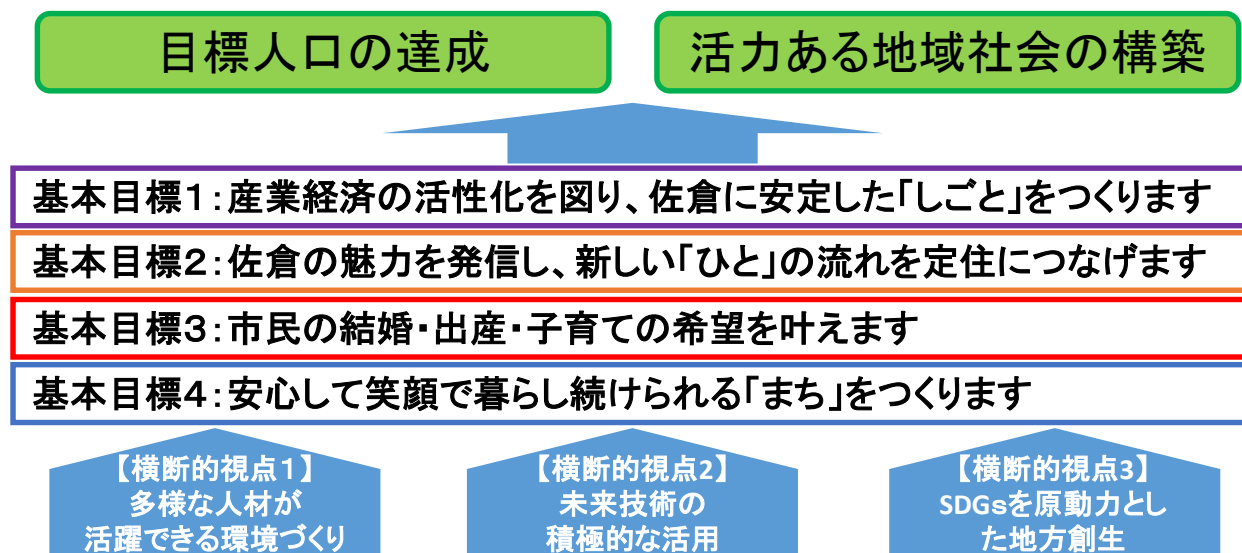 目標人口の達成
活力ある地域社会の構築
基本目標1:産業経済の活性化を図り、佐倉に安定した「しごと」をつくります
基本目標2:佐倉の魅力を発信し、新しい「ひと」の流れを定住につなげます
基本目標3:市民の結婚・出産・子育ての希望を叶えます
基本目標4:安心して笑顔で暮らし続けられる「まち」をつくります
【横断的視点1】
多様な人材が
活躍できる環境づくり
【横断的視点2】
未来技術の
積極的な活用
【横断的視点3】
SDGsを原動力とし
た地方創生